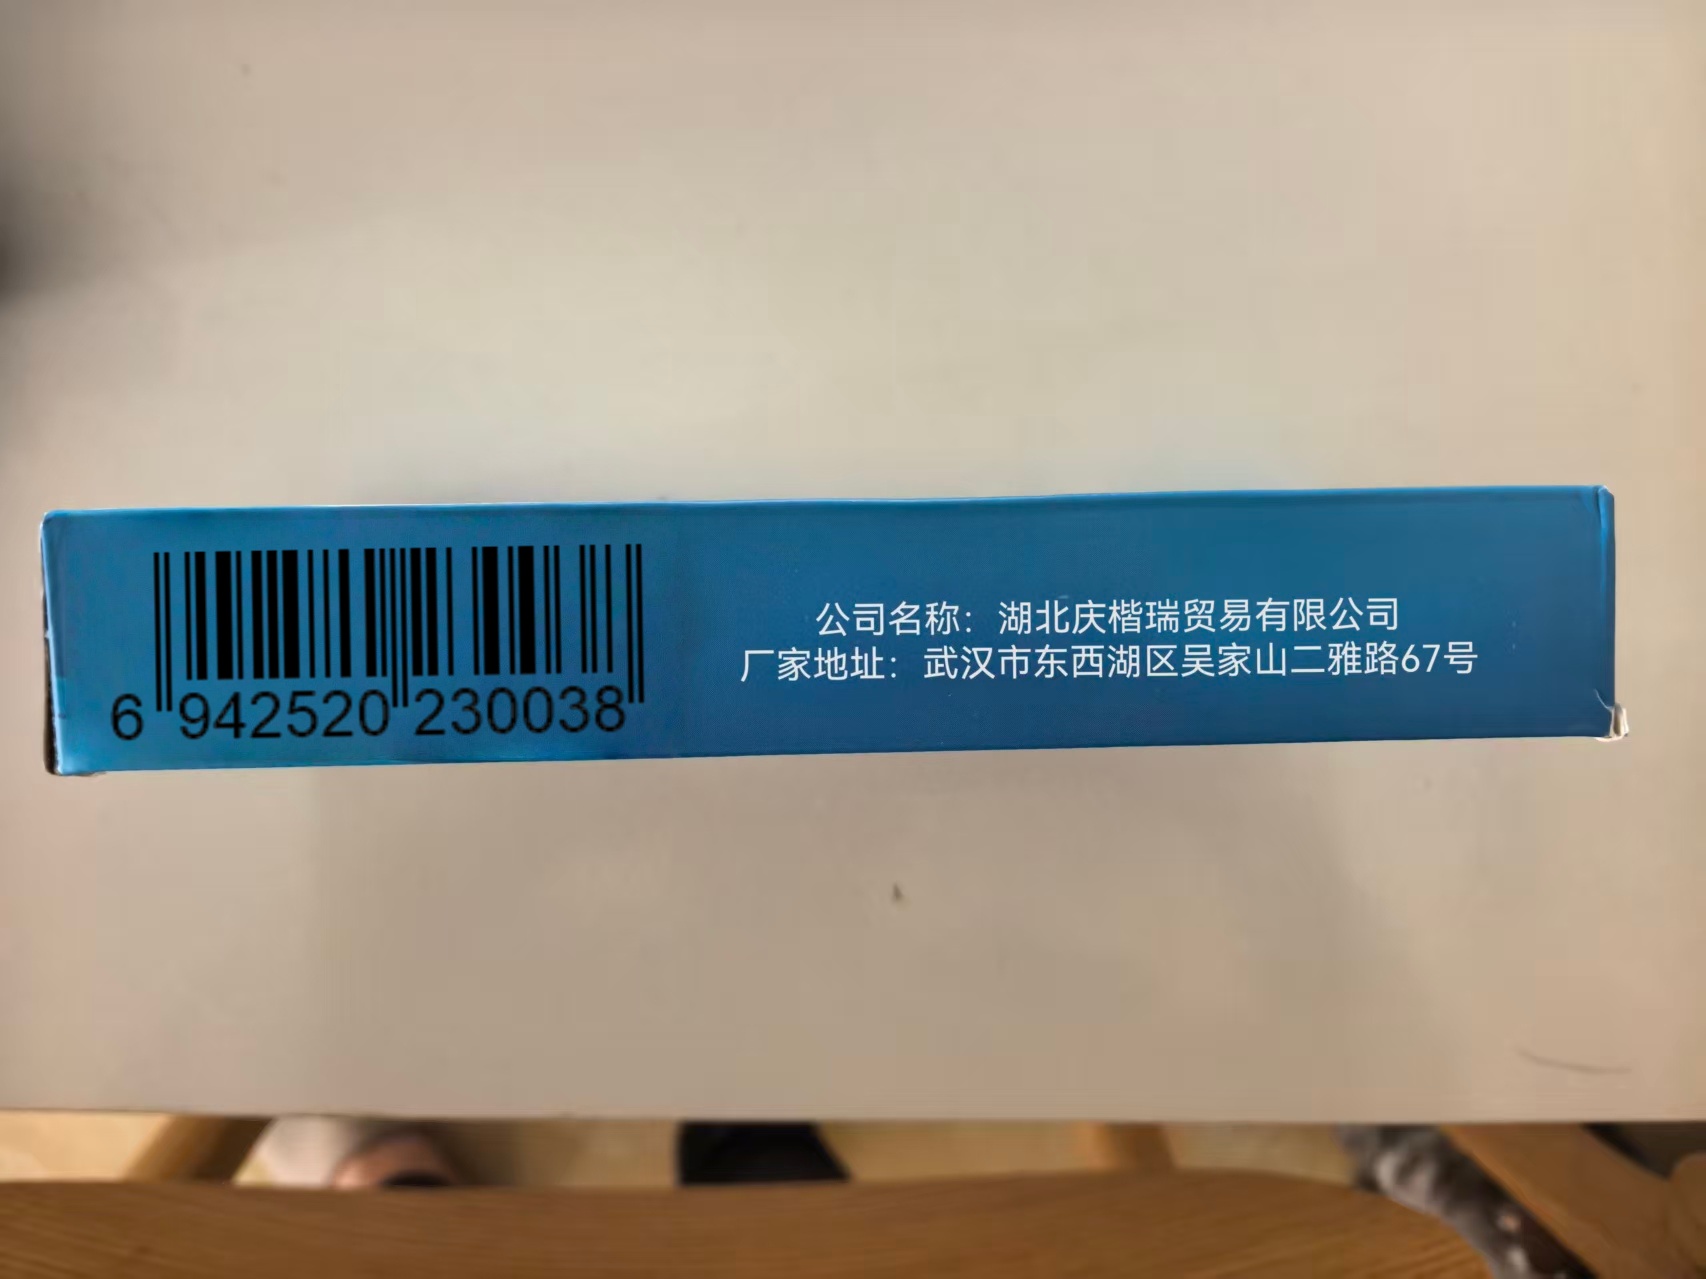 6 942520 230038
公司名称：湖北庆楷瑞贸易有限公司
厂家地址：武汉市东西湖区吴家山二雅路67号